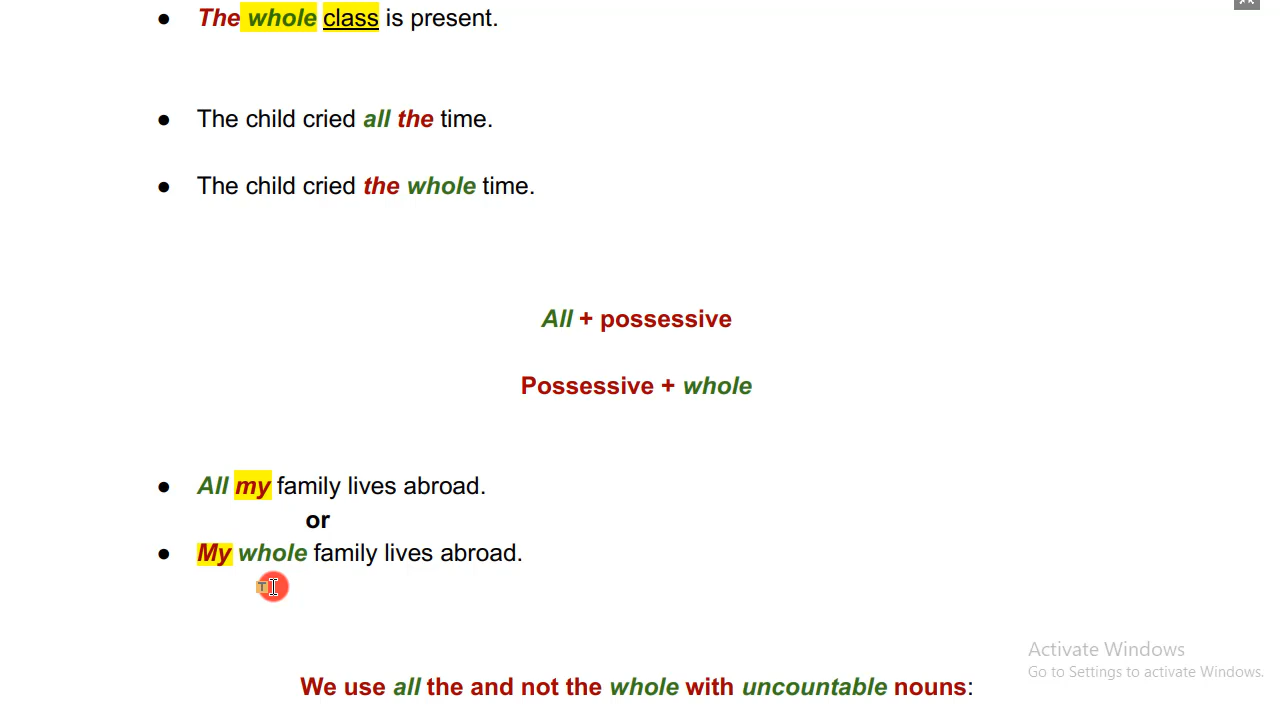 ● The whole class is present.
● The child cried all the time.
● The child cried the whole time.
All + possessive
Possessive + whole
● All my family lives abroad.
or
● My whole family lives abroad.
T
Activate Windows
Go to Settings to activate Windows.
We use all the and not the whole with uncountable nouns: